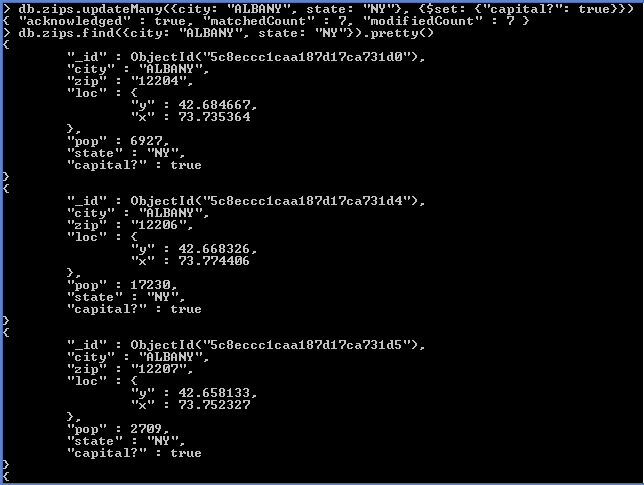 > db.zips.updateMany({city: "ALBANY", state: "NY"}, {$set: {"capital?": true}})
{ "acknowledged" : true, "matchedCount" : 7, "modifiedCount" : 7 }
> db.zips.find({city: "ALBANY", state: "NY"}).pretty()
{
        "_id" : ObjectId("5c8eccc1caa187d17ca731d0"),
        "city" : "ALBANY",
        "zip" : "12204",
        "loc" : {
                "y" : 42.684667,
                "x" : 73.735364
        },
        "pop" : 6927,
        "state" : "NY",
        "capital?" : true
}
{
        "_id" : ObjectId("5c8eccc1caa187d17ca731d4"),
        "city" : "ALBANY",
        "zip" : "12206",
        "loc" : {
                "y" : 42.668326,
                "x" : 73.774406
        },
        "pop" : 17230,
        "state" : "NY",
        "capital?" : true
}
{
        "_id" : ObjectId("5c8eccc1caa187d17ca731d5"),
        "city" : "ALBANY",
        "zip" : "12207",
        "loc" : {
                "y" : 42.658133,
                "x" : 73.752327
        },
        "pop" : 2709,
        "state" : "NY",
        "capital?" : true
}
{